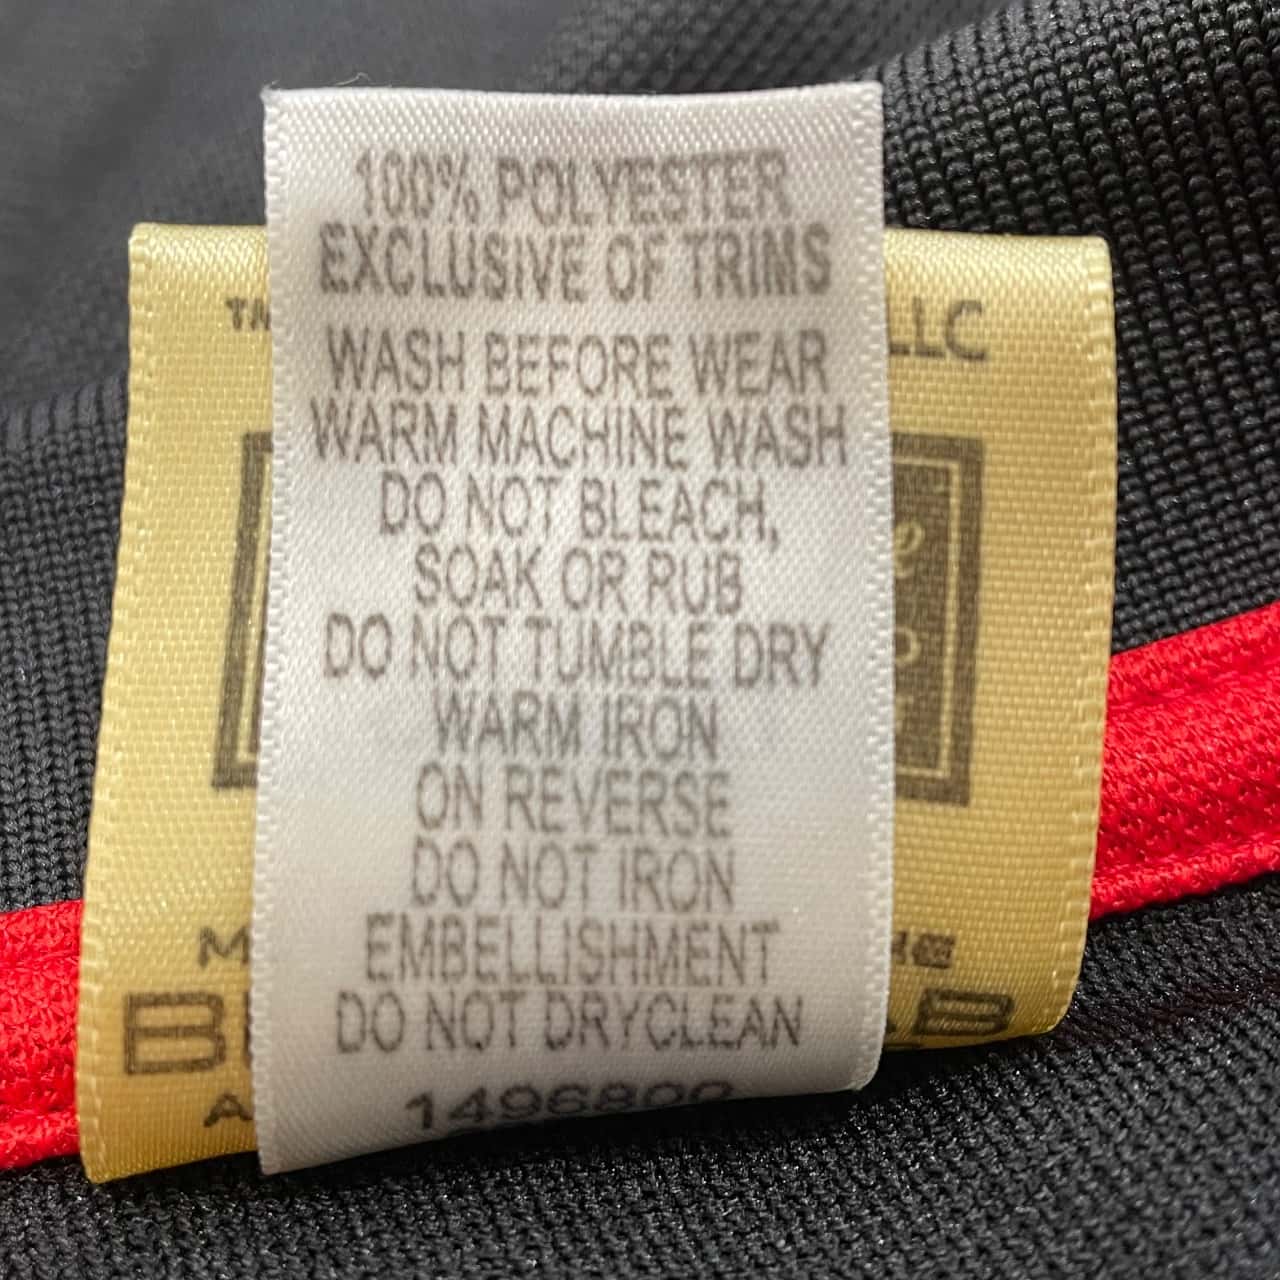 100% POLYESTER
EXCLUSIVE OF TRIMS
WASH BEFORE WEAR
WARM MACHINE WASH
DO NOT BLEACH,
SOAK OR RUB
DO NOT TUMBLE DRY
WARM IRON
ON REVERSE
DO NOT IRON
EMBELLISHMENT
DO NOT DRYCLEAN
LLC